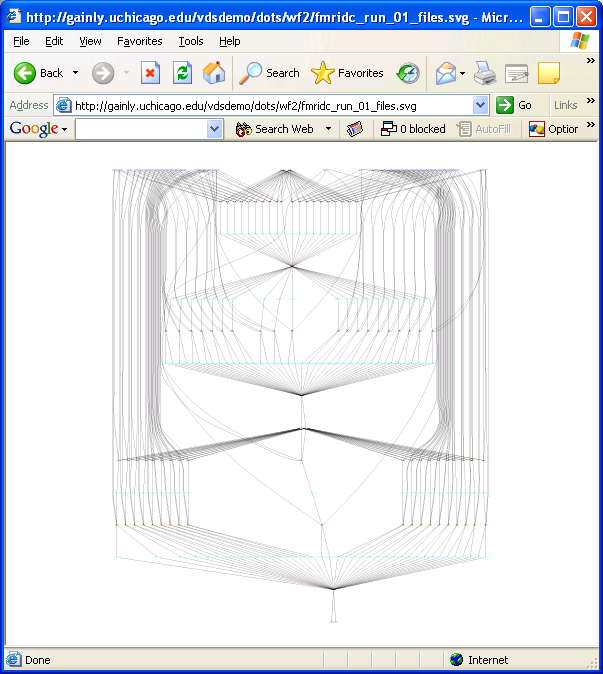 http://gainly.uchicago.edu/vdsdemo/dots/wf2/fmridc_run_01_files.svg - Micr...
File Edit View Favorites Tools Help
Back Search Favorites »
Address http://gainly.uchicago.edu/vdsdemo/dots/wf2/fmridc_run_01_files.svg Go Links »
Google Search Web 0 blocked AutoFill Option »
Done Internet